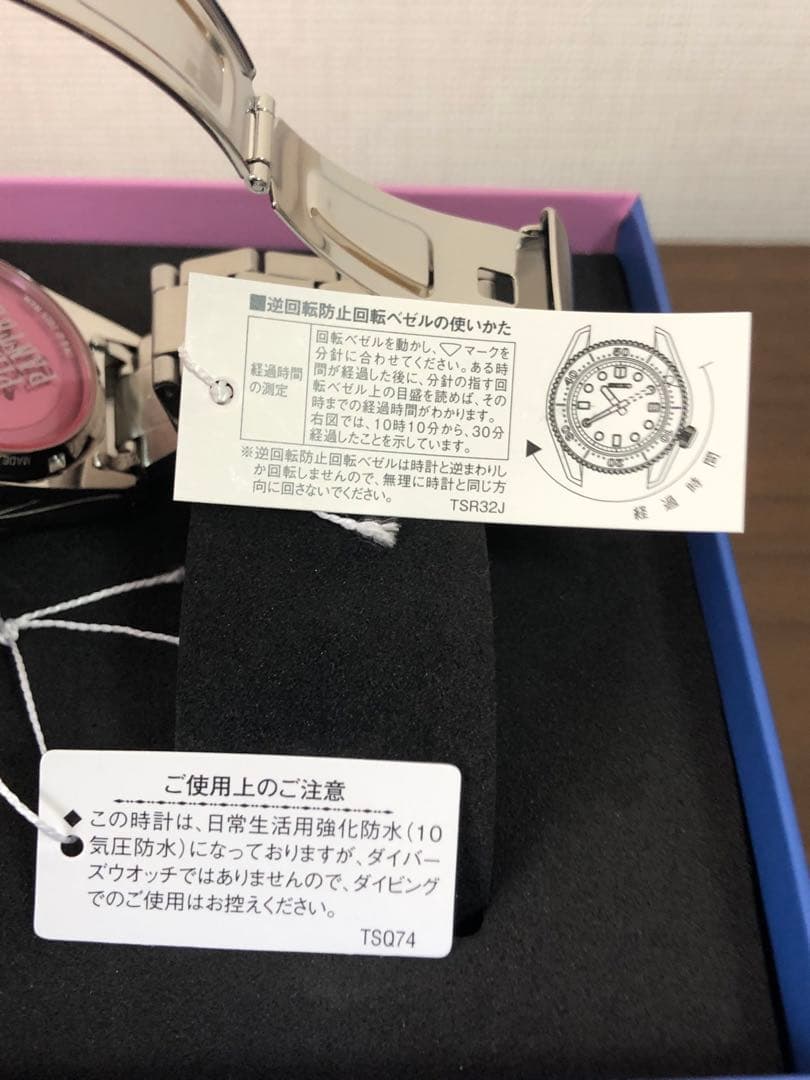 ■逆回転防止回転ベゼルの使いかた
経過時間
の測定
回転ベゼルを動かし、▽マークを
分針に合わせてください。ある時
間が経過した後に、分針の指す回
転ベゼル上の目盛を読めば、その
時までの経過時間がわかります。
右図では、10時10分から、30分
経過したことを示しています。
※逆回転防止回転ベゼルは時計と逆まわりし
か回転しませんので、無理に時計と同じ方
向に回さないでください。
TSR32J
50
40
30
20
経過時間
MADE
ご使用上のご注意
◆この時計は、日常生活用強化防水(10
気圧防水)になっておりますが、ダイバー
ズウオッチではありませんので、ダイビング
でのご使用はお控えください。
TSQ74